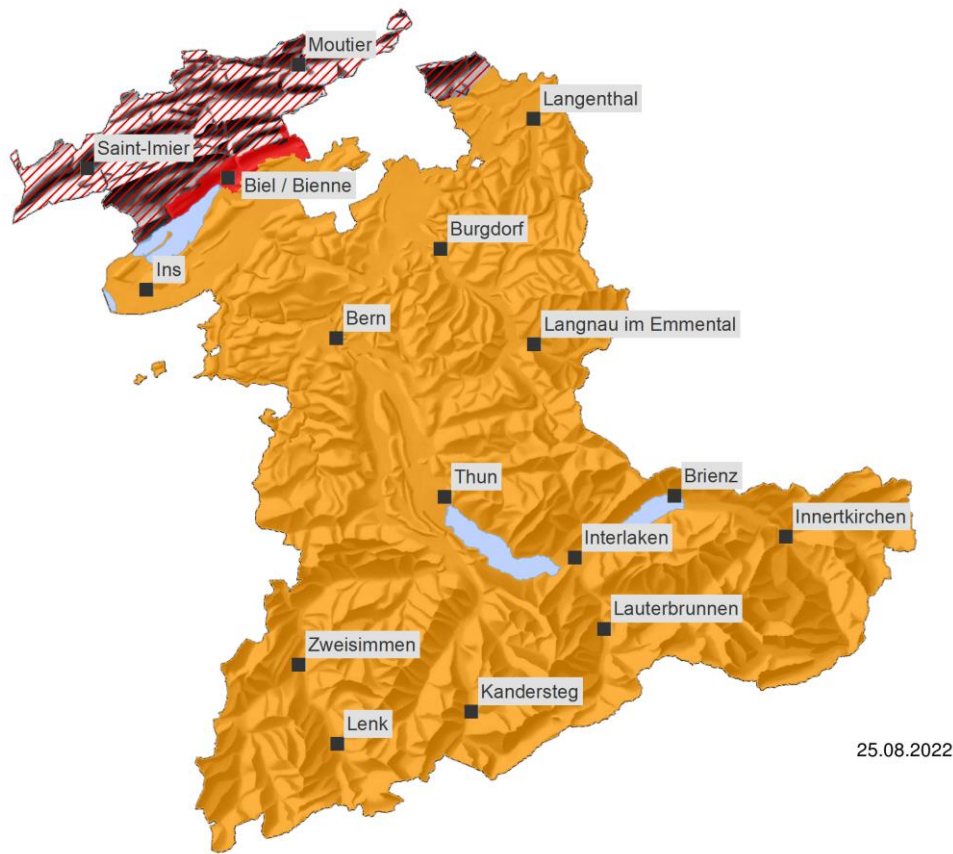 Moutier
Langenthal
Saint-Imier
Biel / Bienne
Burgdorf
Ins
Bern
Langnau im Emmental
Thun
Brienz
Innertkirchen
Interlaken
Lauterbrunnen
Zweisimmen
Kandersteg
Lenk
25.08.2022